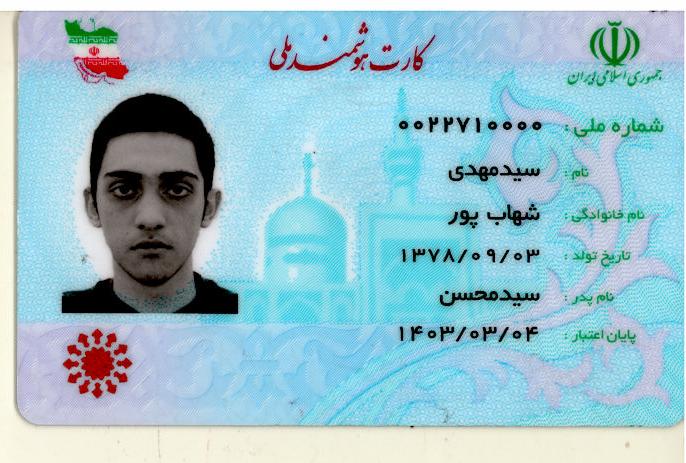 کارت هوشمند ملی
جمهوری اسلامی ایران
شماره ملی: ۰۰۲۲۷۱۰۰۰۰
نام: سیدمهدی
نام خانوادگی: شهاب پور
تاریخ تولد: ۱۳۷۸/۰۹/۰۳
نام پدر: سیدمحسن
پایان اعتبار: ۱۴۰۳/۰۳/۰۴